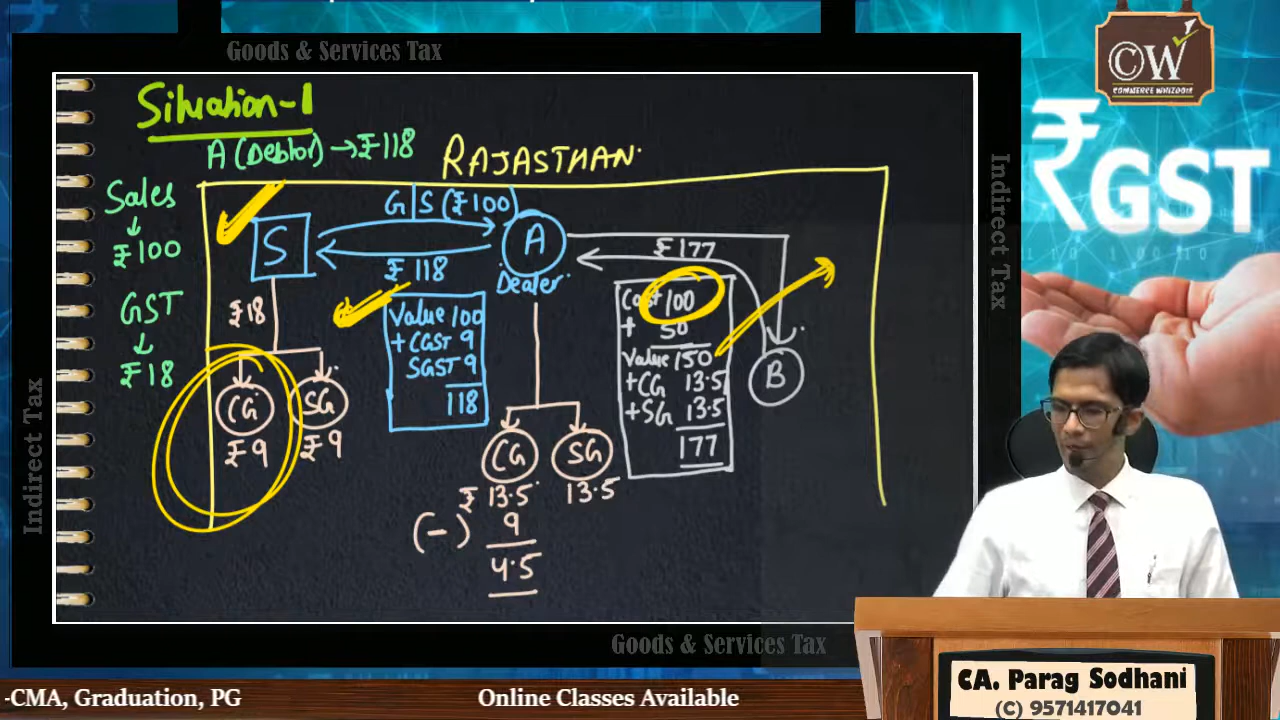 Goods & Services Tax
©W
COMMERCE WHIZDOM
Situation-1
A (Debtor) → ₹118
RAJASTHAN
Sales
↓
₹100
GST
↓
₹18
S
G|S (₹100)
₹118
A
Dealer
₹177
B
₹18
CG
₹9
SG
₹9
Value 100
+ CGST 9
SGST 9
118
Cost 100
+ 50
Value 150
+CG 13.5
+SG 13.5
177
CG
₹ 13.5
(-) 9
4.5
SG
13.5
Indirect Tax
Indirect Tax
₹GST
Goods & Services Tax
CA. Parag Sodhani
(C) 9571417041
-CMA, Graduation, PG
Online Classes Available